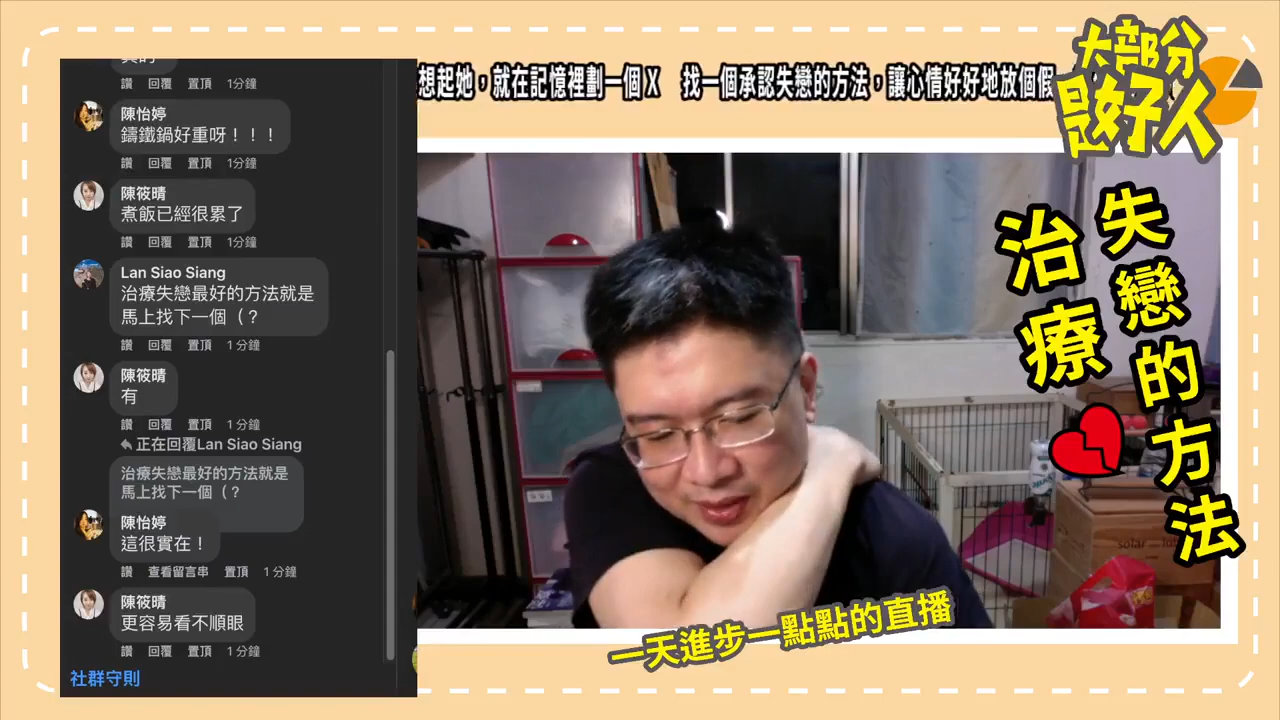 讚 回覆 置頂 1分鐘
陳怡婷
鑄鐵鍋好重呀！！！
讚 回覆 置頂 1分鐘
陳筱晴
煮飯已經很累了
讚 回覆 置頂 1分鐘
Lan Siao Siang
治療失戀最好的方法就是
馬上找下一個（？
讚 回覆 置頂 1分鐘
陳筱晴
有
讚 回覆 置頂 1分鐘
正在回覆Lan Siao Siang
治療失戀最好的方法就是
馬上找下一個（？
陳怡婷
這很實在！
讚 查看留言串 置頂 1分鐘
陳筱晴
更容易看不順眼
讚 回覆 置頂 1分鐘
社群守則
想起她，就在記憶裡劃一個X 找一個承認失戀的方法，讓心情好好地放個假
大部分
是好人
治療
失戀的方法
solar
一天進步一點點的直播